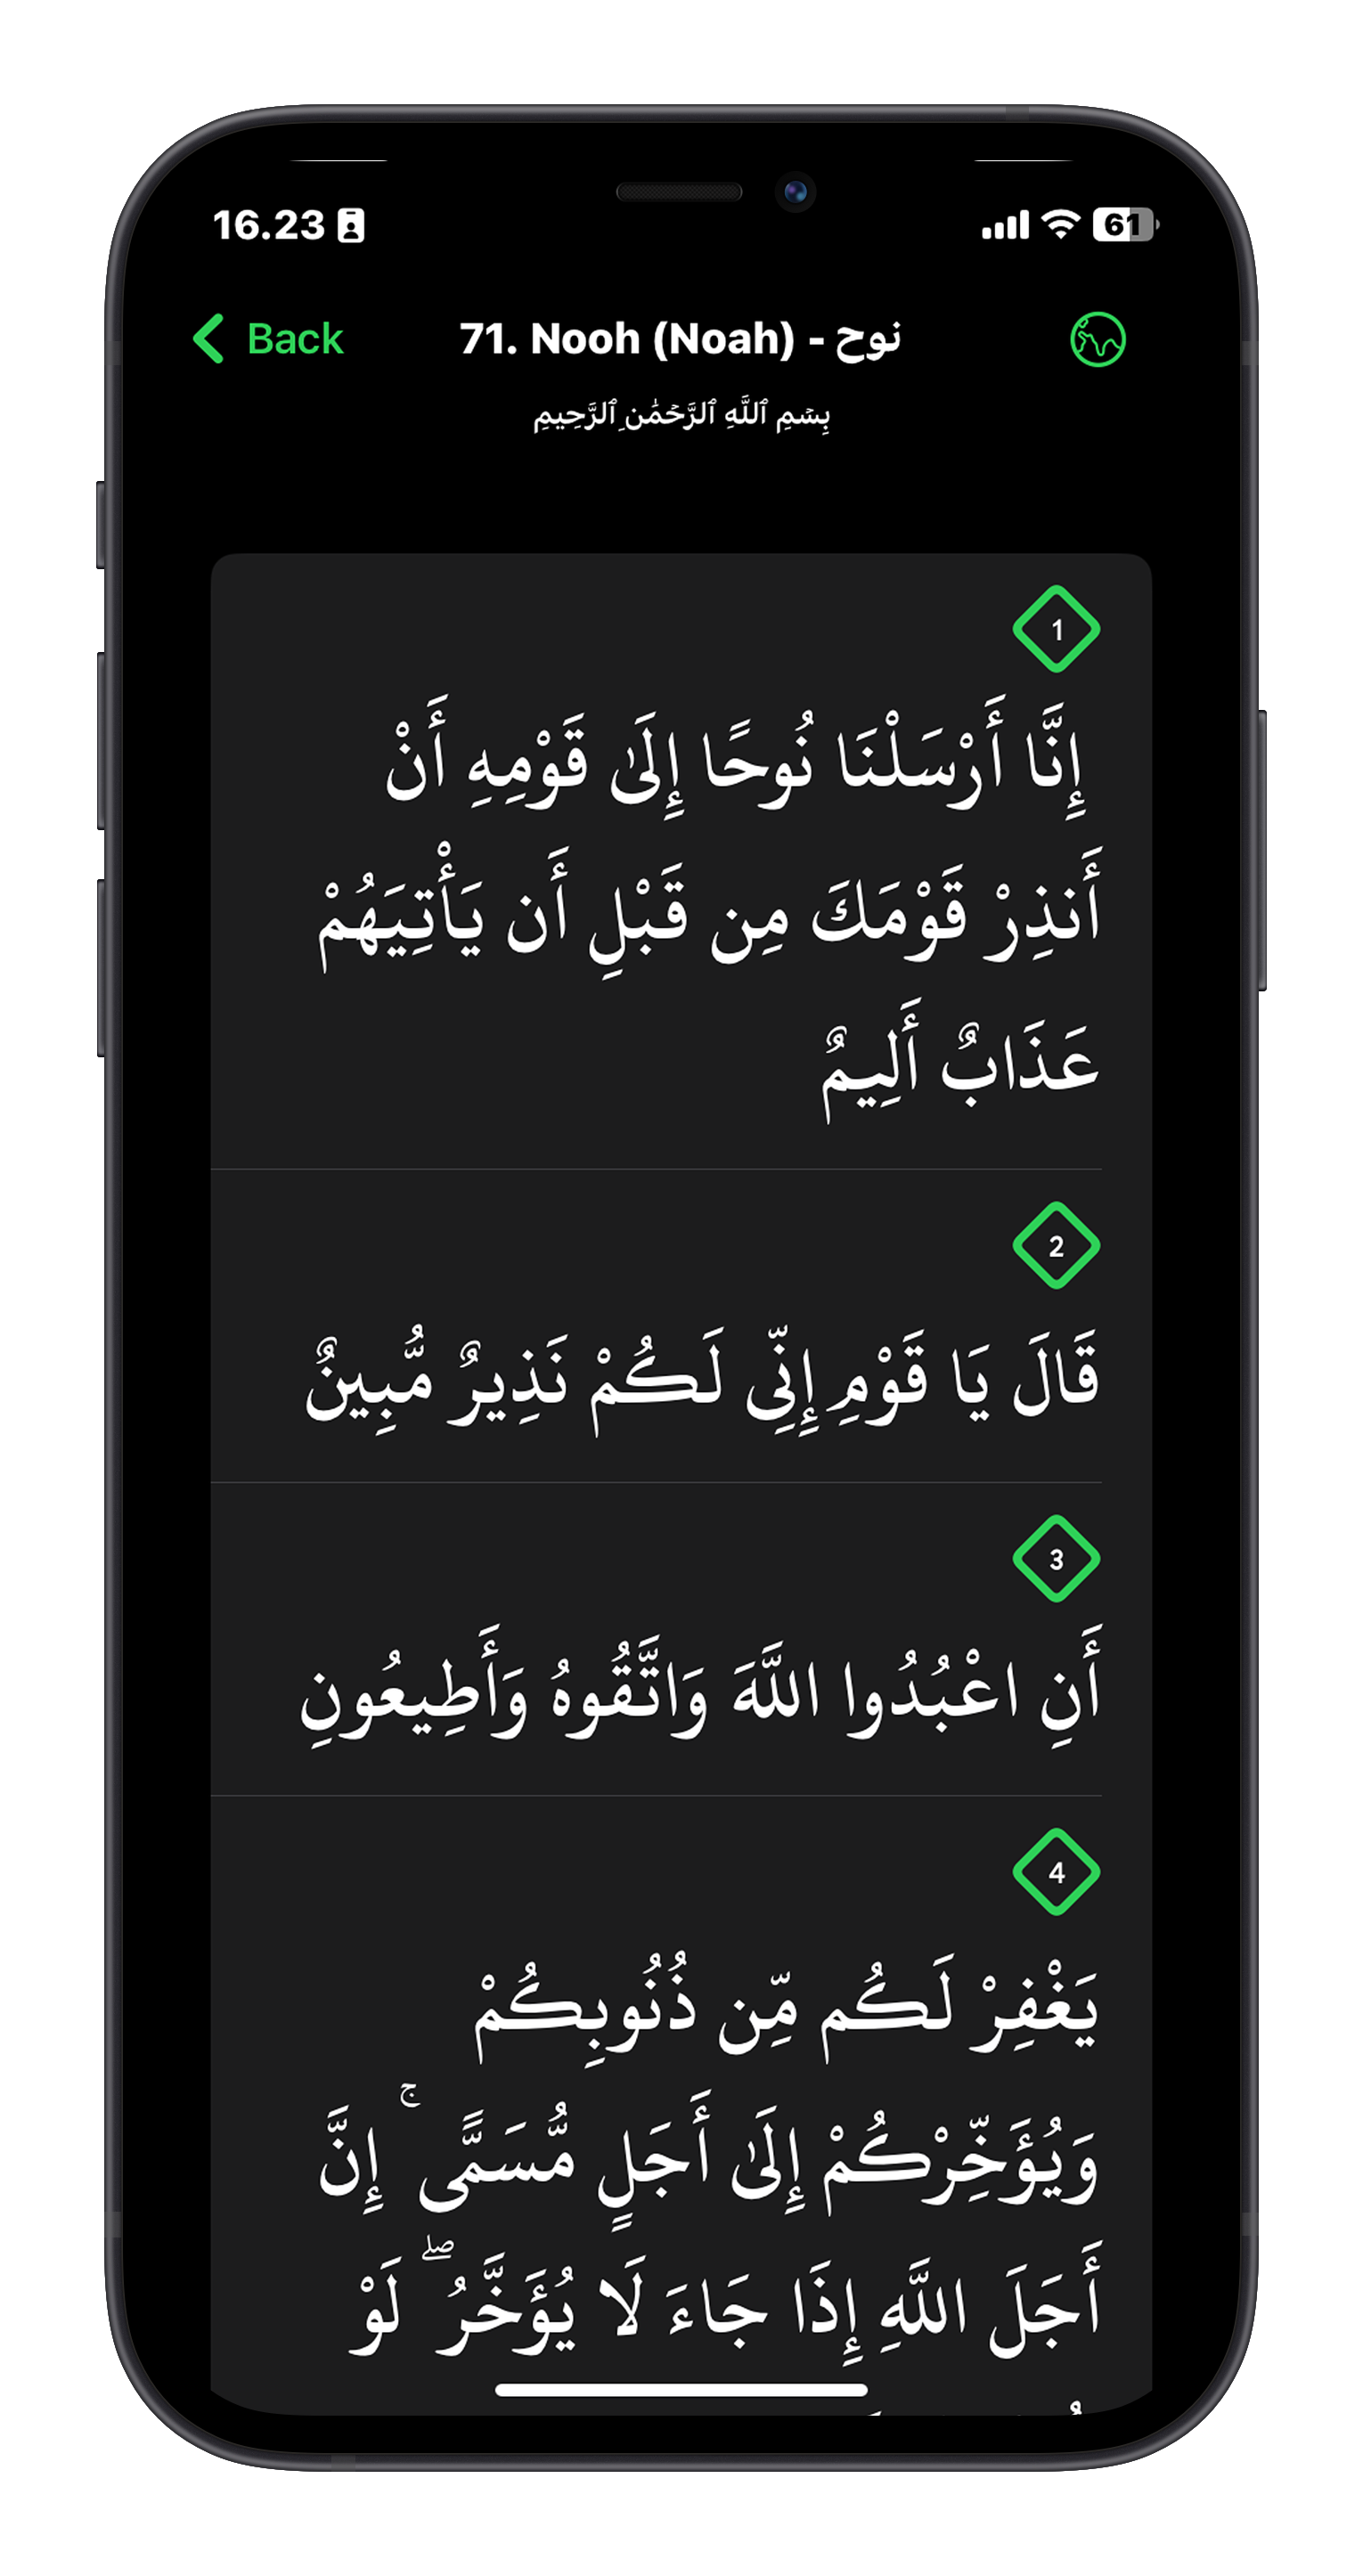 16.23
61
Back
71. Nooh (Noah) - نوح
بِسۡمِ ٱللَّهِ ٱلرَّحۡمَٰنِ ٱلرَّحِيمِ
1
إِنَّا أَرْسَلْنَا نُوحًا إِلَىٰ قَوْمِهِ أَنْ
أَنذِرْ قَوْمَكَ مِن قَبْلِ أَن يَأْتِيَهُمْ
عَذَابٌ أَلِيمٌ
2
قَالَ يَا قَوْمِ إِنِّي لَكُمْ نَذِيرٌ مُّبِينٌ
3
أَنِ اعْبُدُوا اللَّهَ وَاتَّقُوهُ وَأَطِيعُونِ
4
يَغْفِرْ لَكُم مِّن ذُنُوبِكُمْ
وَيُؤَخِّرْكُمْ إِلَىٰ أَجَلٍ مُّسَمًّى ۚ إِنَّ
أَجَلَ اللَّهِ إِذَا جَاءَ لَا يُؤَخَّرُ ۖ لَوْ